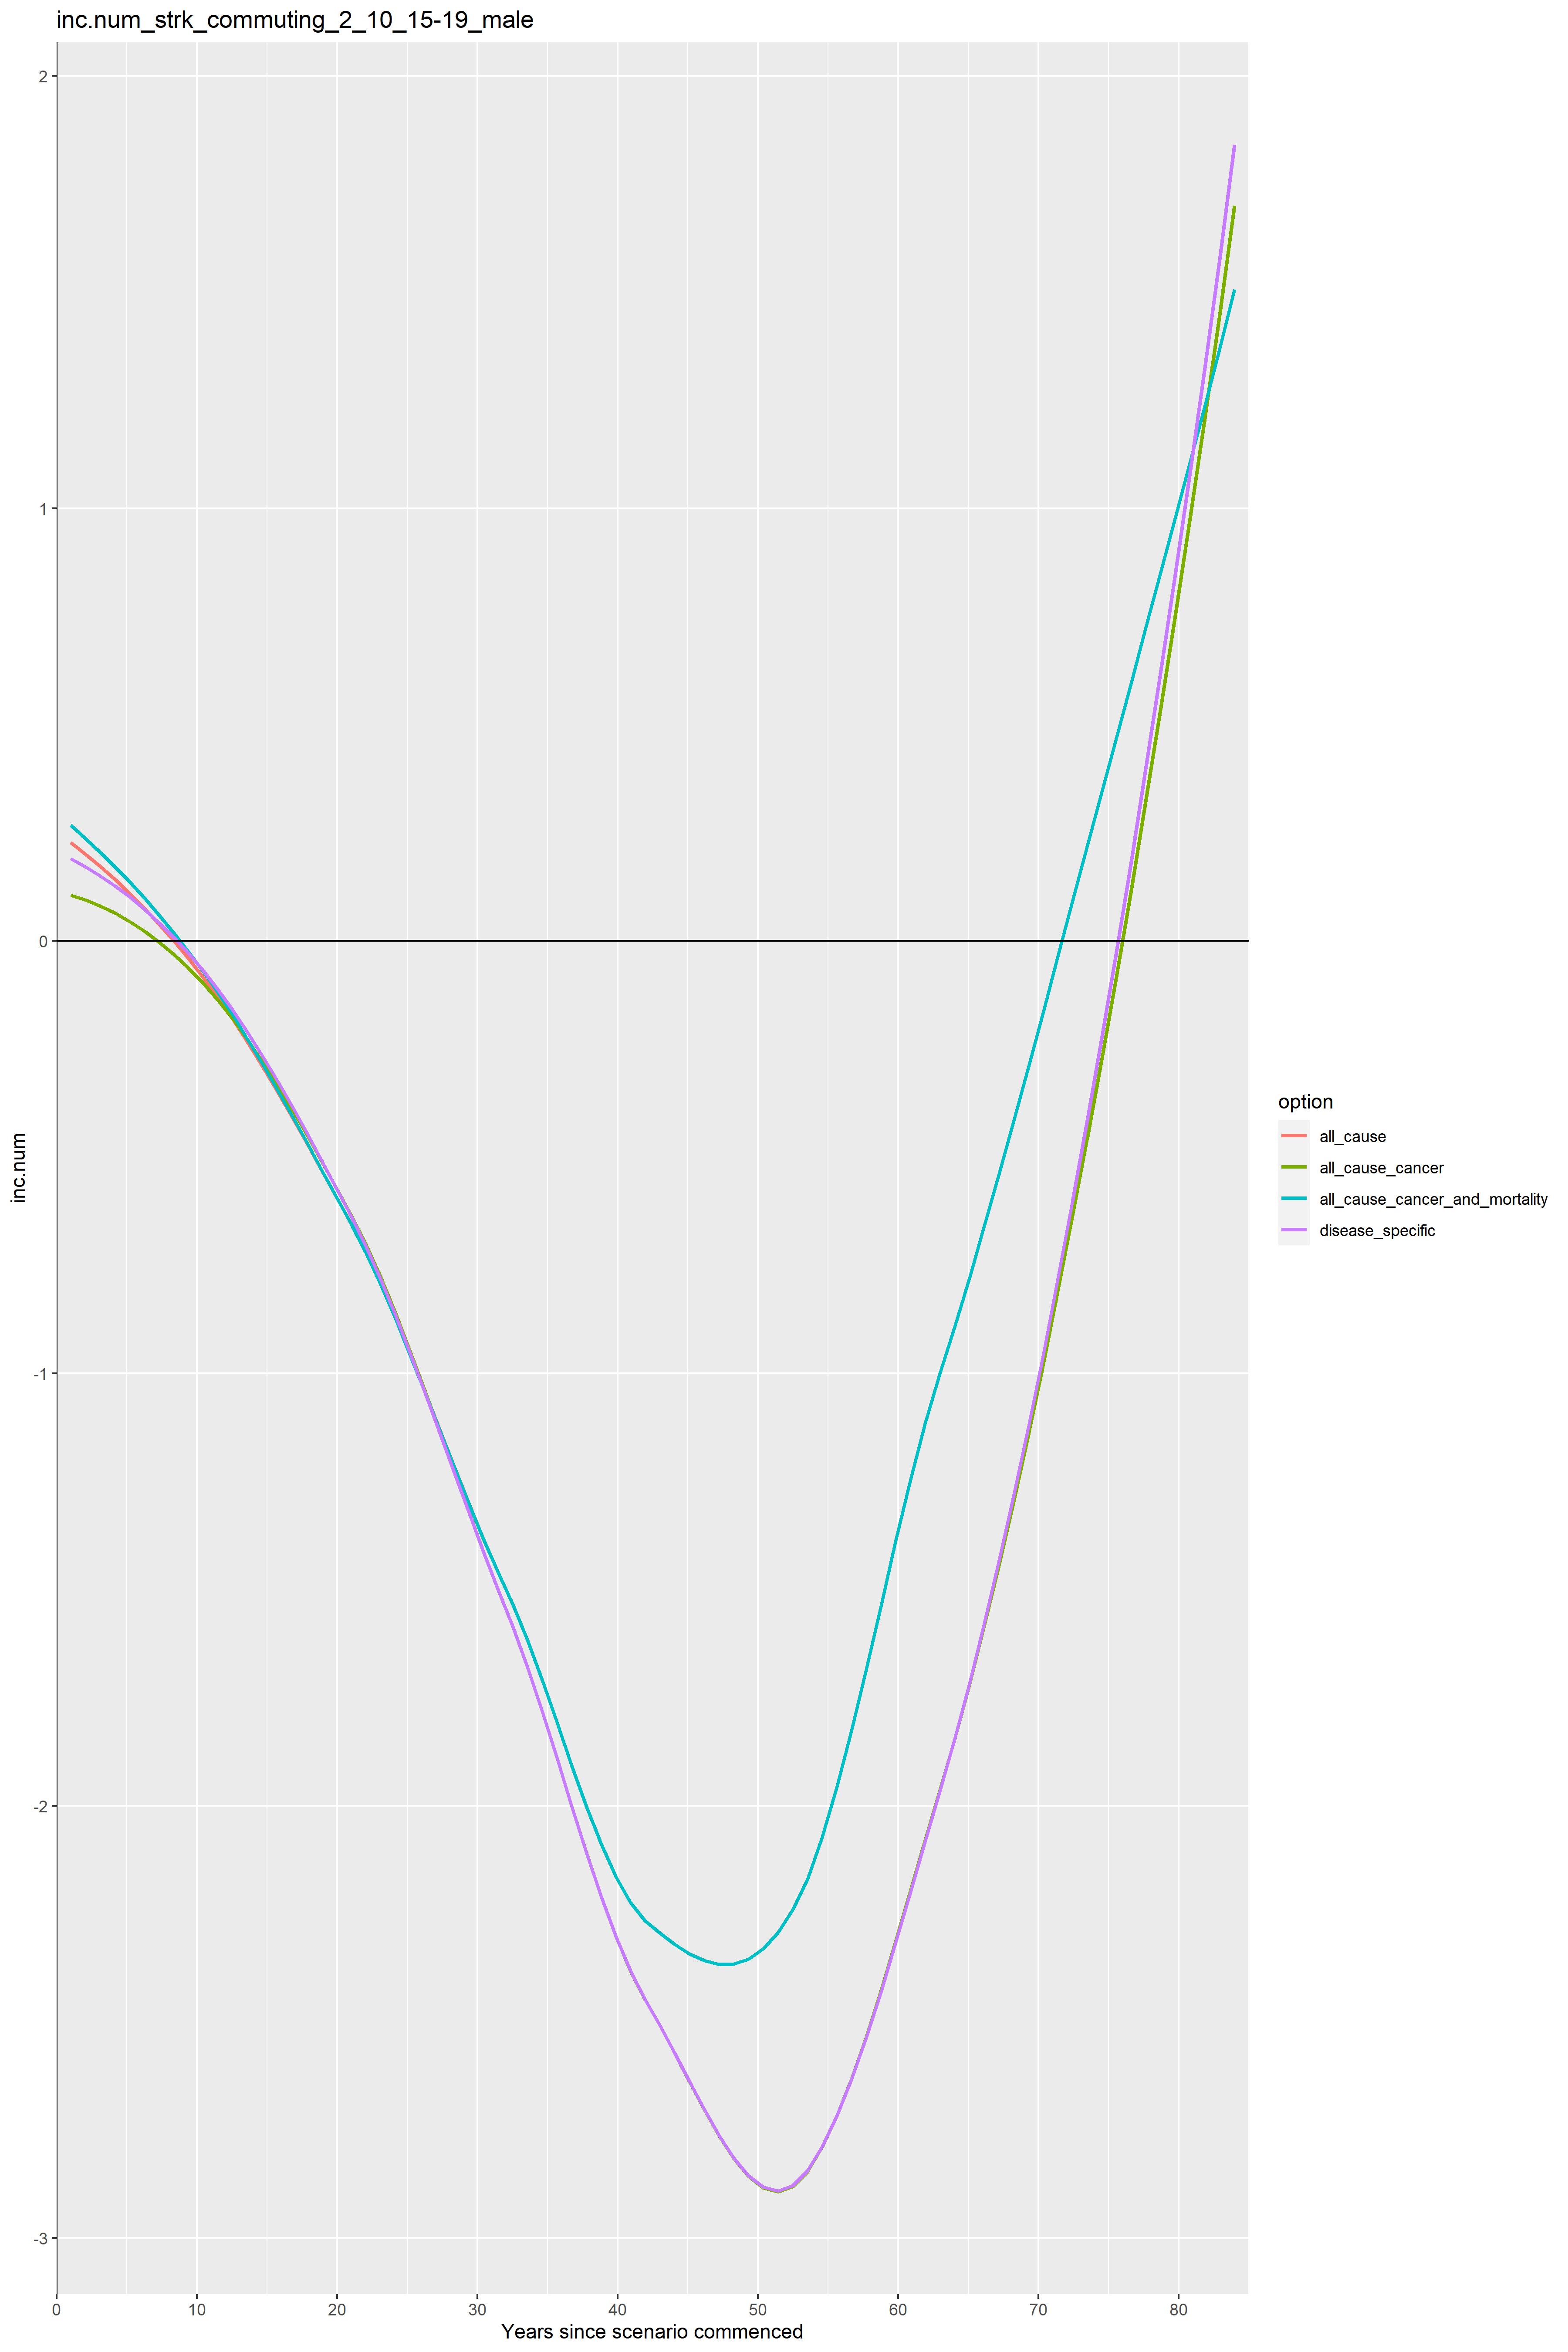 inc.num_strk_commuting_2_10_15-19_male
2
1
0
-1
-2
-3
inc.num
0 10 20 30 40 50 60 70 80
Years since scenario commenced
option
all_cause
all_cause_cancer
all_cause_cancer_and_mortality
disease_specific